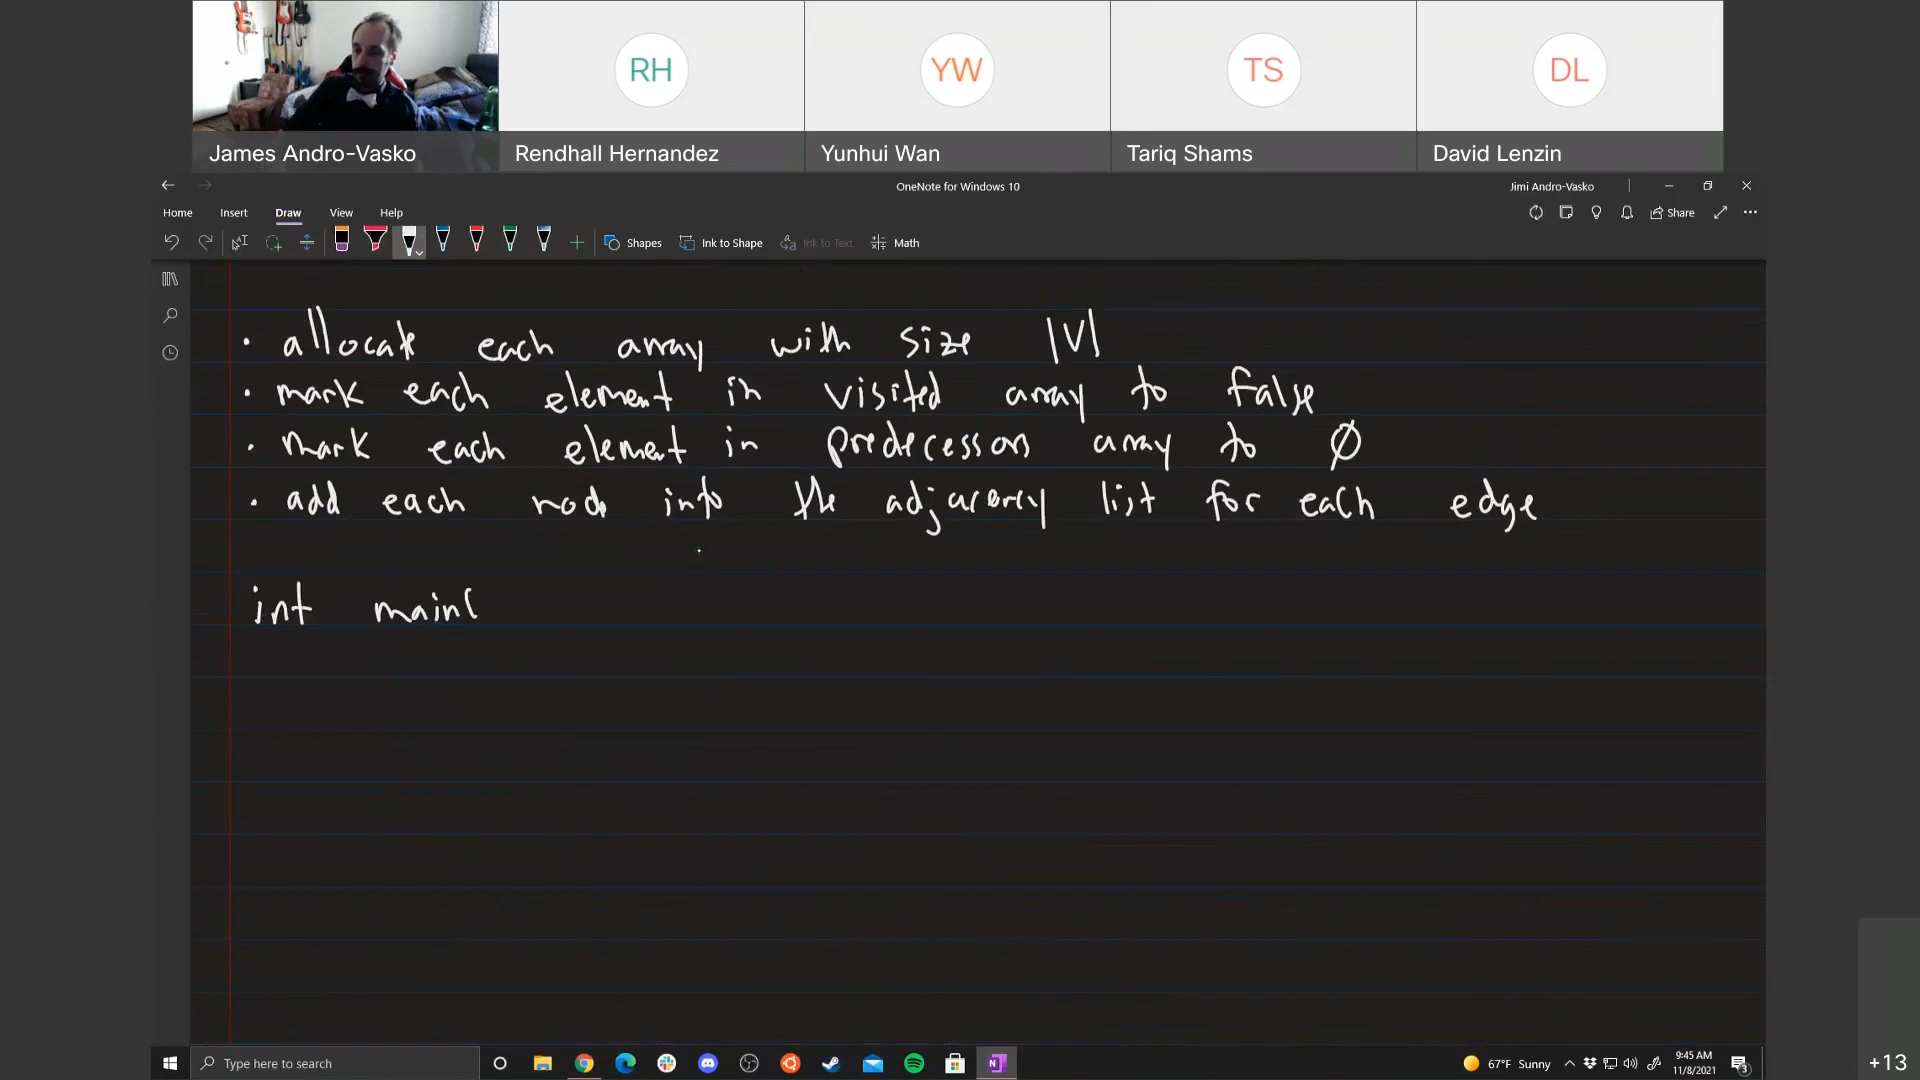 RH YW TS DL
James Andro-Vasko Rendhall Hernandez Yunhui Wan Tariq Shams David Lenzin
OneNote for Windows 10 Jimi Andro-Vasko
Home Insert Draw View Help Share
Shapes Ink to Shape Ink to Text Math
· allocate each array with size |V|
· mark each element in visited array to false
· mark each element in predecesson array to Ø
· add each node into the adjacency list for each edge
int main(
Type here to search 67°F Sunny 9:45 AM
11/8/2021 3
+13